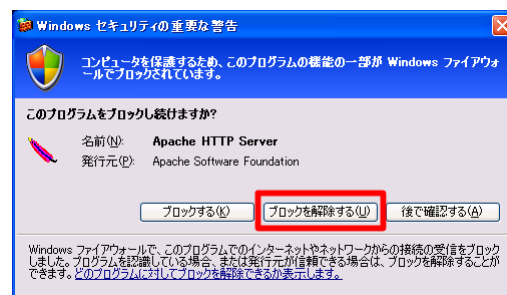 Windows セキュリティの重要な警告
コンピュータを保護するため、このプログラムの機能の一部が Windows ファイアウォ
ールでブロックされています。
このプログラムをブロックし続けますか?
名前(N): Apache HTTP Server
発行元(P): Apache Software Foundation
ブロックする(K) ブロックを解除する(U) 後で確認する(A)
Windows ファイアウォールで、このプログラムでのインターネットやネットワークからの接続の受信をブロック
しました。プログラムを認識している場合、または発行元が信頼できる場合は、ブロックを解除することが
できます。どのプログラムに対してブロックを解除できるか表示します。